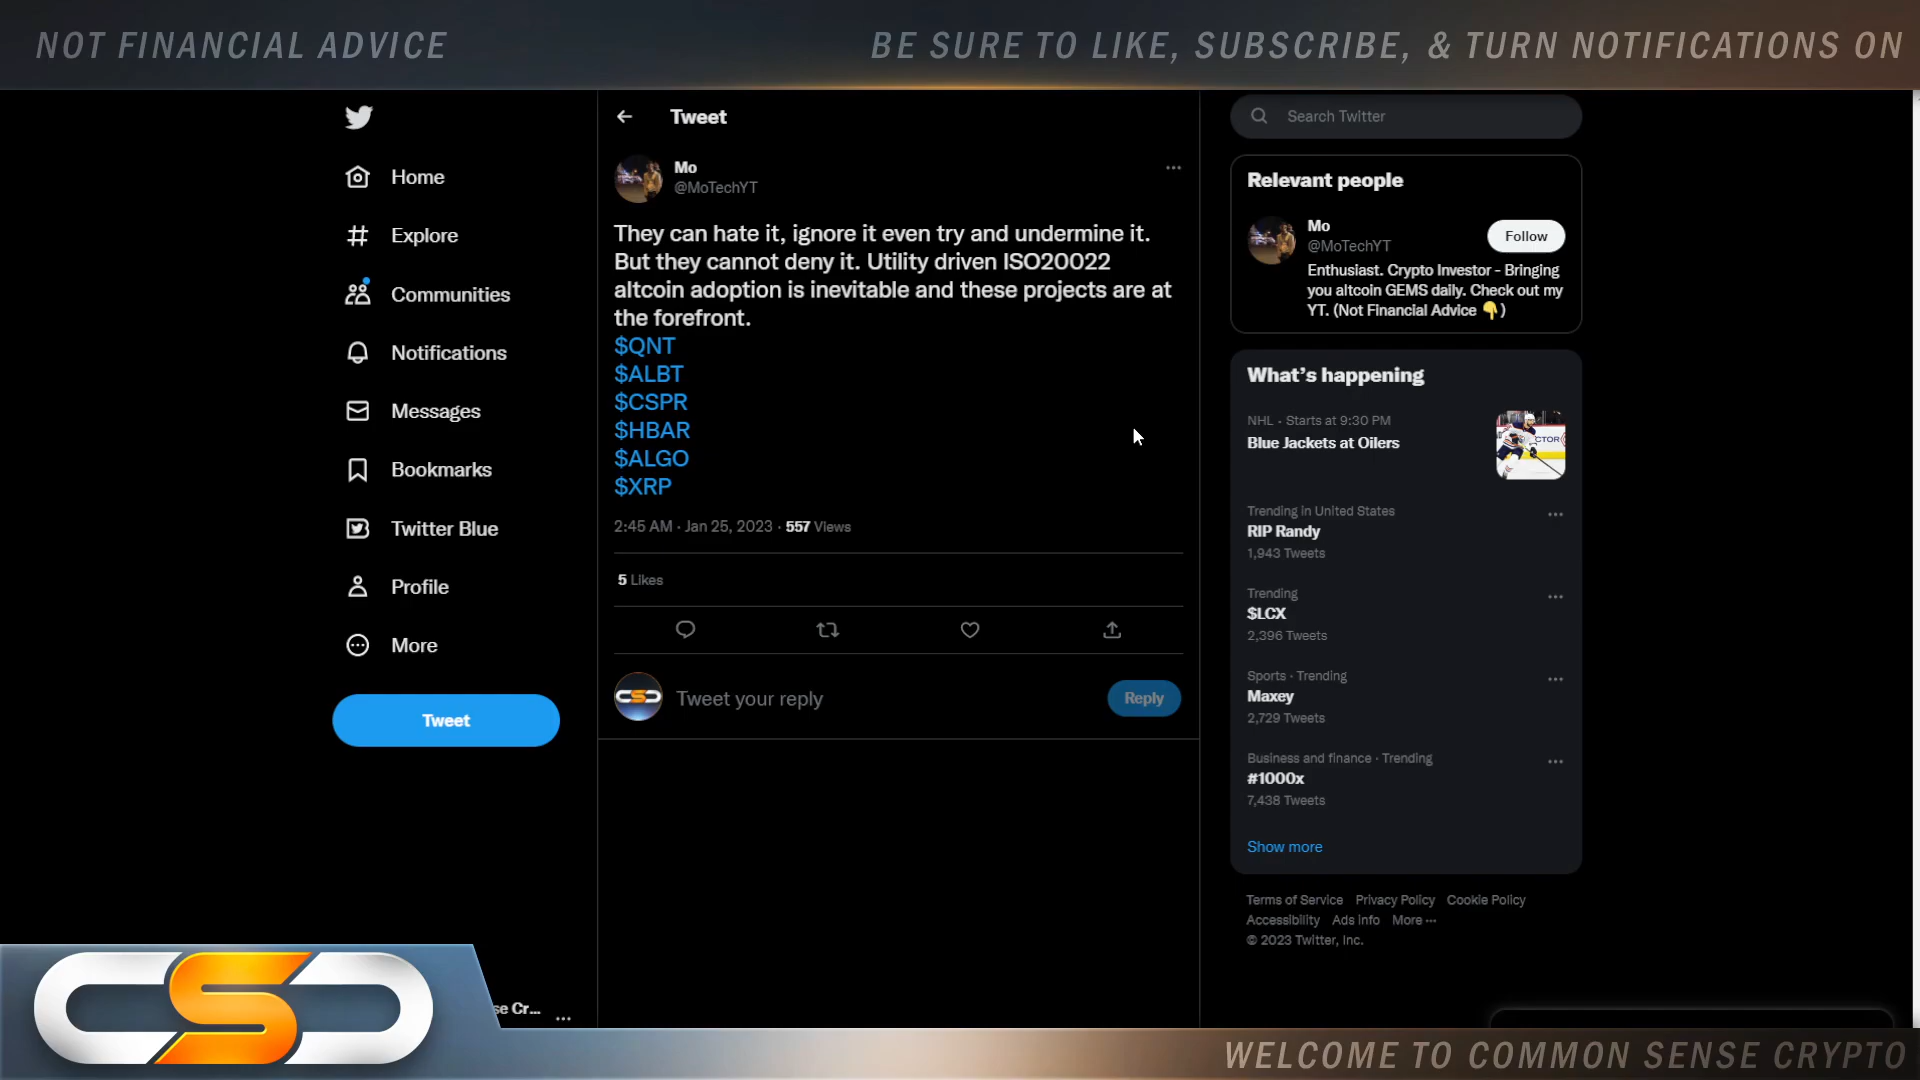 NOT FINANCIAL ADVICE
BE SURE TO LIKE, SUBSCRIBE, & TURN NOTIFICATIONS ON
Home
Explore
Communities
Notifications
Messages
Bookmarks
Twitter Blue
Profile
More
Tweet
se Cr...
Tweet
Mo
@MoTechYT
They can hate it, ignore it even try and undermine it.
But they cannot deny it. Utility driven ISO20022
altcoin adoption is inevitable and these projects are at
the forefront.
$QNT
$ALBT
$CSPR
$HBAR
$ALGO
$XRP
2:45 AM · Jan 25, 2023 · 557 Views
5 Likes
Tweet your reply
Reply
Search Twitter
Relevant people
Mo
@MoTechYT
Follow
Enthusiast. Crypto Investor - Bringing
you altcoin GEMS daily. Check out my
YT. (Not Financial Advice 👇)
What's happening
NHL · Starts at 9:30 PM
Blue Jackets at Oilers
Trending in United States
RIP Randy
1,943 Tweets
Trending
$LCX
2,396 Tweets
Sports · Trending
Maxey
2,729 Tweets
Business and finance · Trending
#1000x
7,438 Tweets
Show more
Terms of Service Privacy Policy Cookie Policy
Accessibility Ads info More ...
© 2023 Twitter, Inc.
CSC
WELCOME TO COMMON SENSE CRYPTO